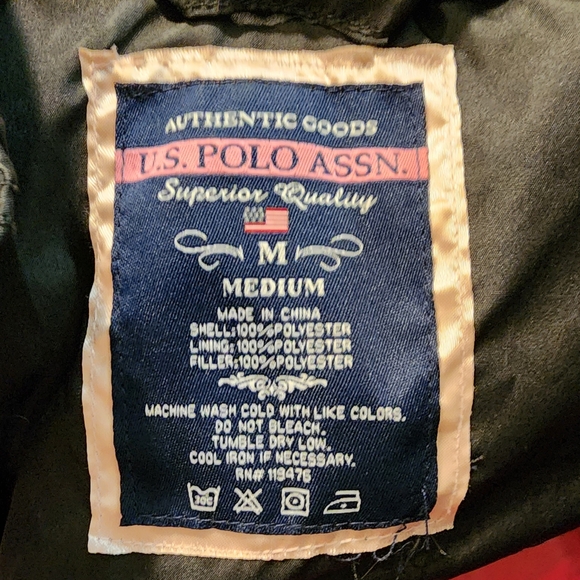 AUTHENTIC GOODS
U.S. POLO ASSN.
Superior Quality
M
MEDIUM
MADE IN CHINA
SHELL:100%POLYESTER
LINING:100%POLYESTER
FILLER:100%POLYESTER
MACHINE WASH COLD WITH LIKE COLORS.
DO NOT BLEACH.
TUMBLE DRY LOW.
COOL IRON IF NECESSARY.
RN# 119476
30C